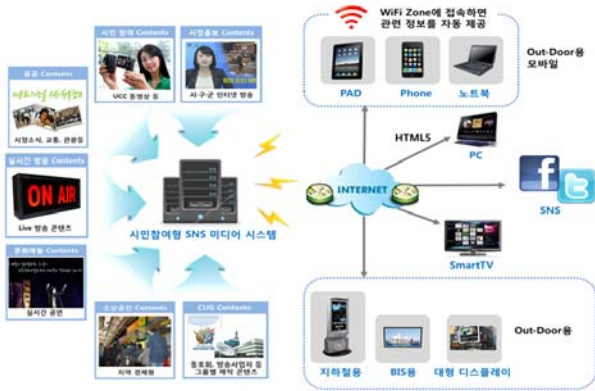 시민 참여 Contents
UCC 동영상 등
시정홍보 Contents
시·구·군 인터넷 방송
공공 Contents
시정소식, 교통, 관광등
실시간 방송 Contents
ON AIR
Live 방송 콘텐츠
문화예술 Contents
실시간 공연
소상공인 Contents
지역 경제형
CUG Contents
동호회, 방송사업자 등
그룹별 제작 콘텐츠
시민참여형 SNS 미디어 시스템
INTERNET
WiFi Zone에 접속하면
관련 정보를 자동 제공
PAD
Phone
노트북
Out-Door용
모바일
HTML5
PC
SNS
SmartTV
지하철용
BIS용
대형 디스플레이
Out-Door용